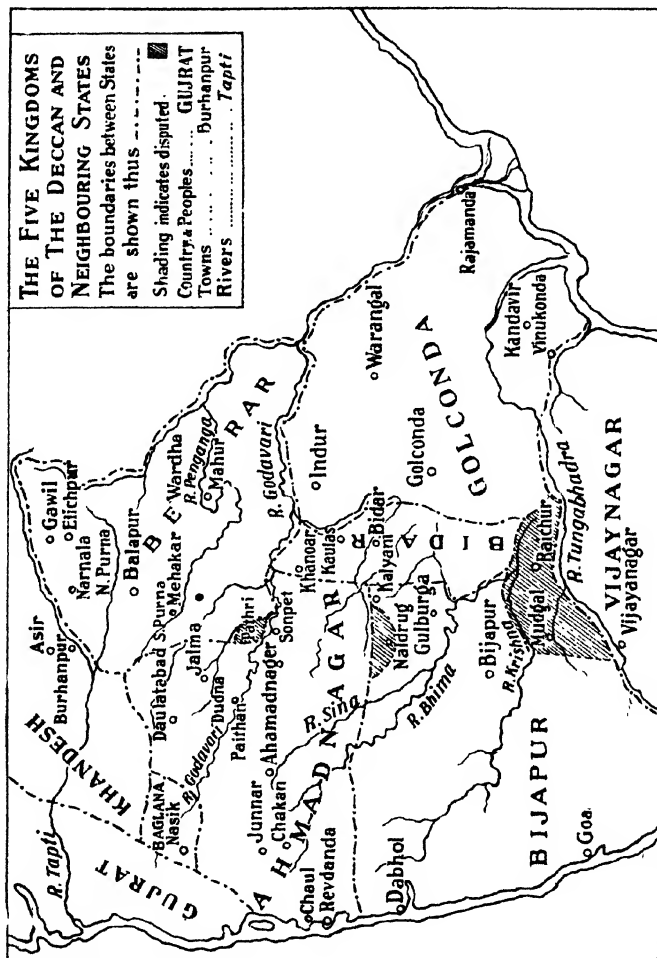 THE FIVE KINGDOMS
OF THE DECCAN AND
NEIGHBOURING STATES
The boundaries between States
are shown thus
Shading indicates disputed
Country & Peoples GUJRAT
Towns Burhanpur
Rivers Tapti
R. Tapti
KHANDESH
GUJRAT
Asir
Burhanpur
Gawil
Elichpur
Narnala
N. Purna
Balapur
BERAR
Wardha
R. Penganga
Mahur
R. Godavari
BAGLANA
Nasik
Daulatabad
S. Purna
Mehakar
Jalma
R. Godavari
Dudna
Paithan
Sonpet
Ahamadnager
Junnar
Chakan
AHMADNAGAR
Chaul
Revdanda
R. Sina
R. Bhima
Khanoar
Kaulas
Kalyani
Bidar
BIDAR
Naldrug
Gulburga
Indur
Warangal
Golconda
GOLCONDA
Rajamanda
Kandavir
Vinukonda
Dabhol
Bijapur
BIJAPUR
R. Krishna
Mudgal
Raichur
R. Tungabhadra
Goa
Vijayanagar
VIJAYNAGAR